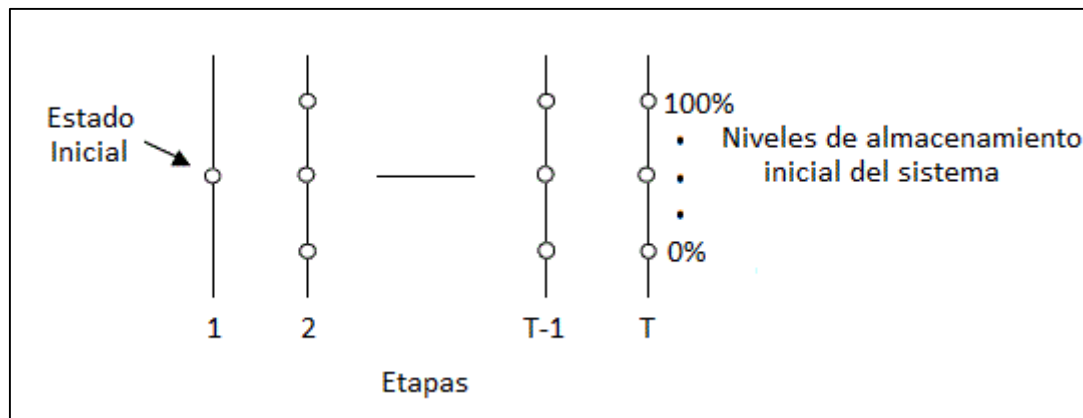 Estado
Inicial
100%
Niveles de almacenamiento
inicial del sistema
0%
1
2
T-1
T
Etapas